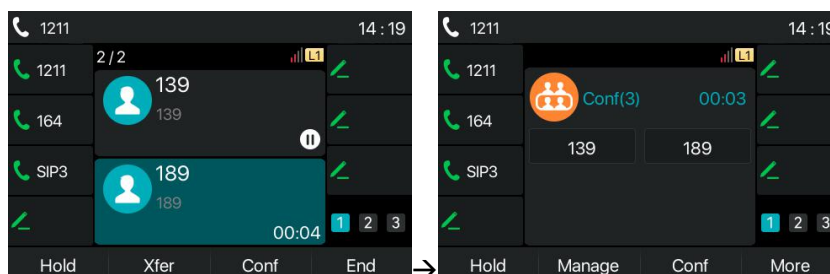 1211 14:19
2/2 L1
1211
139
139
164
SIP3
189
189
00:04
1 2 3
Hold Xfer Conf End
→
1211 14:19
L1
1211
Conf(3) 00:03
164
139 189
SIP3
1 2 3
Hold Manage Conf More